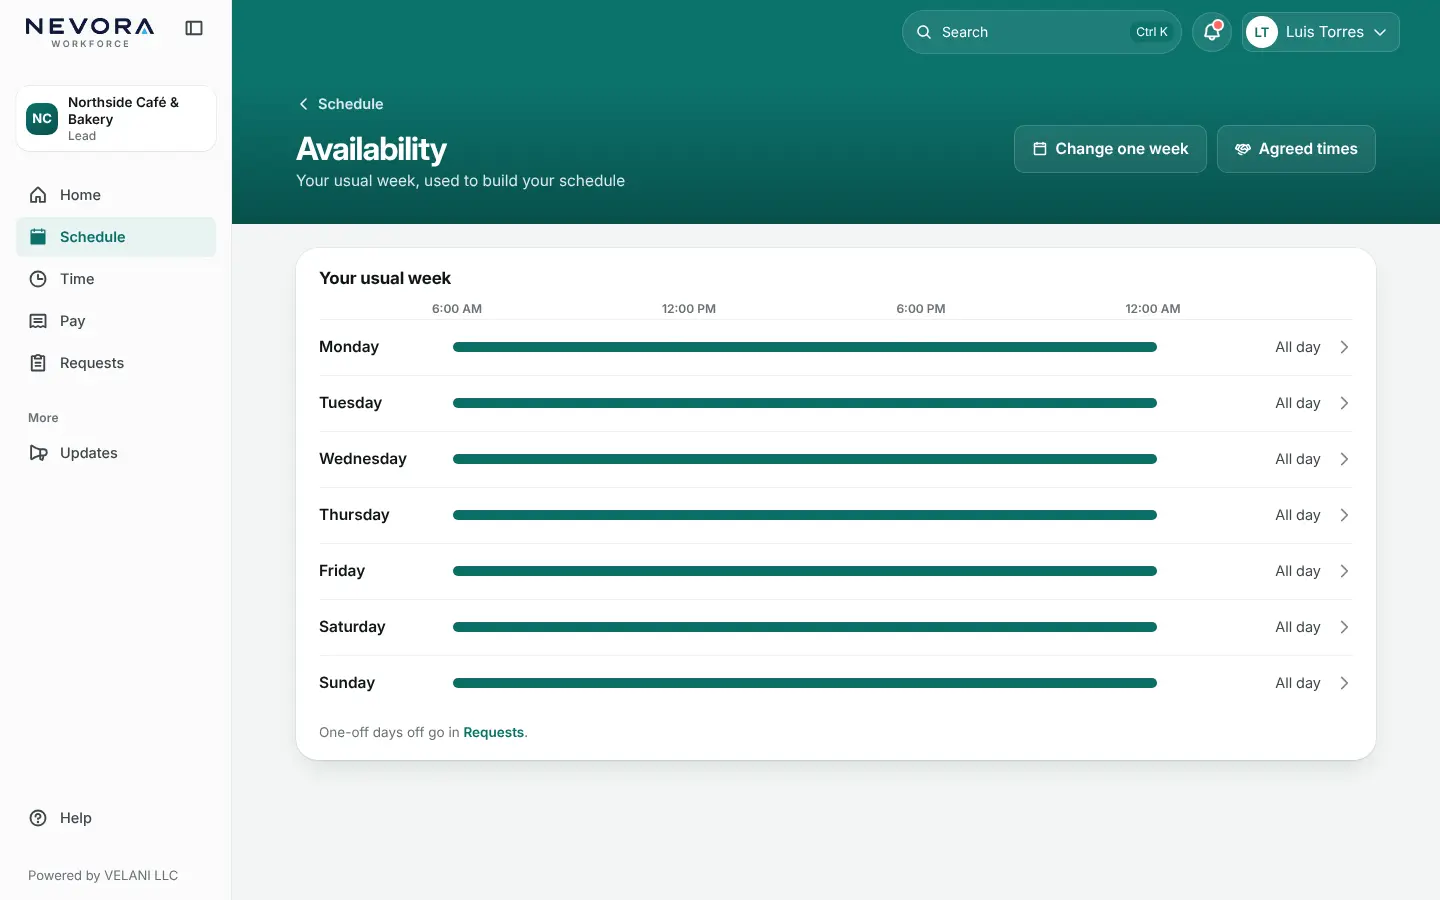 NEVORA
WORKFORCE
Search
Ctrl K
LT
Luis Torres
NC
Northside Café &
Bakery
Lead
Home
Schedule
Time
Pay
Requests
More
Updates
Help
Powered by VELANI LLC
Schedule
Availability
Your usual week, used to build your schedule
Change one week
Agreed times
Your usual week
6:00 AM 12:00 PM 6:00 PM 12:00 AM
Monday All day
Tuesday All day
Wednesday All day
Thursday All day
Friday All day
Saturday All day
Sunday All day
One-off days off go in Requests.